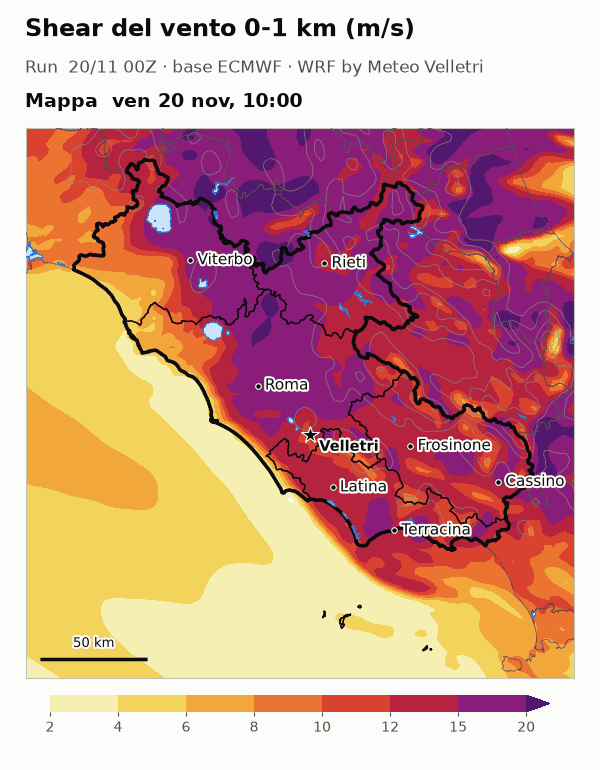 Shear del vento 0-1 km (m/s)
Run  20/11 00Z · base ECMWF · WRF by Meteo Velletri
Mappa  ven 20 nov, 10:00
Viterbo
Rieti
Roma
Velletri
Frosinone
Cassino
Latina
Terracina
50 km
2 4 6 8 10 12 15 20